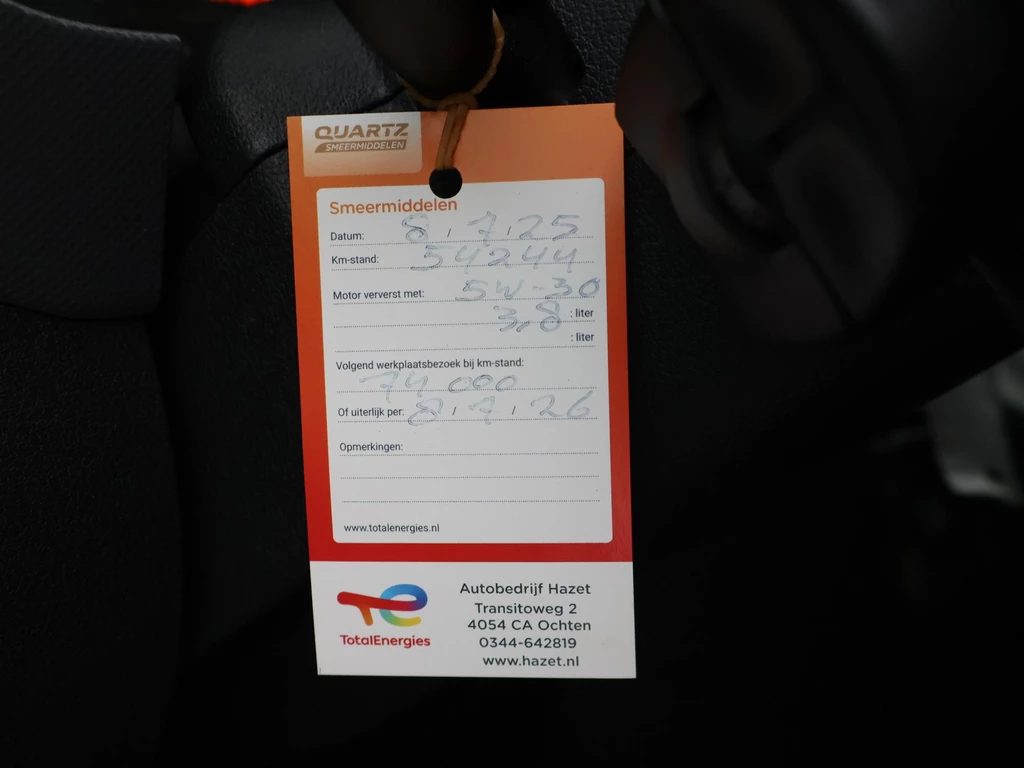 QUARTZ
SMEERMIDDELEN
Smeermiddelen
Datum: 8 / 7 / 25
Km-stand: 54244
Motor ververst met: 5W-30
3,8 : liter
: liter
Volgend werkplaatsbezoek bij km-stand:
74 000
Of uiterlijk per: 8 / 7 / 26
Opmerkingen:
www.totalenergies.nl
TotalEnergies
Autobedrijf Hazet
Transitoweg 2
4054 CA Ochten
0344-642819
www.hazet.nl